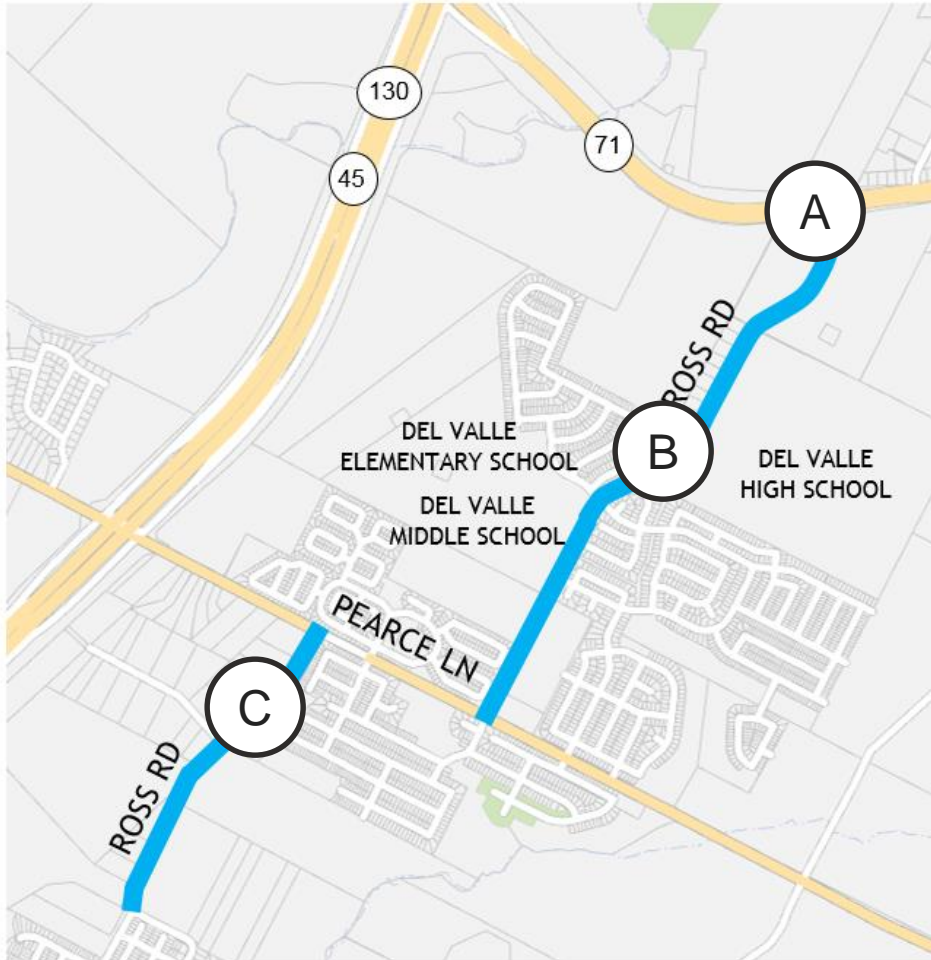 130
71
45
A
ROSS RD
B
DEL VALLE
ELEMENTARY SCHOOL
DEL VALLE
HIGH SCHOOL
DEL VALLE
MIDDLE SCHOOL
PEARCE LN
C
ROSS RD